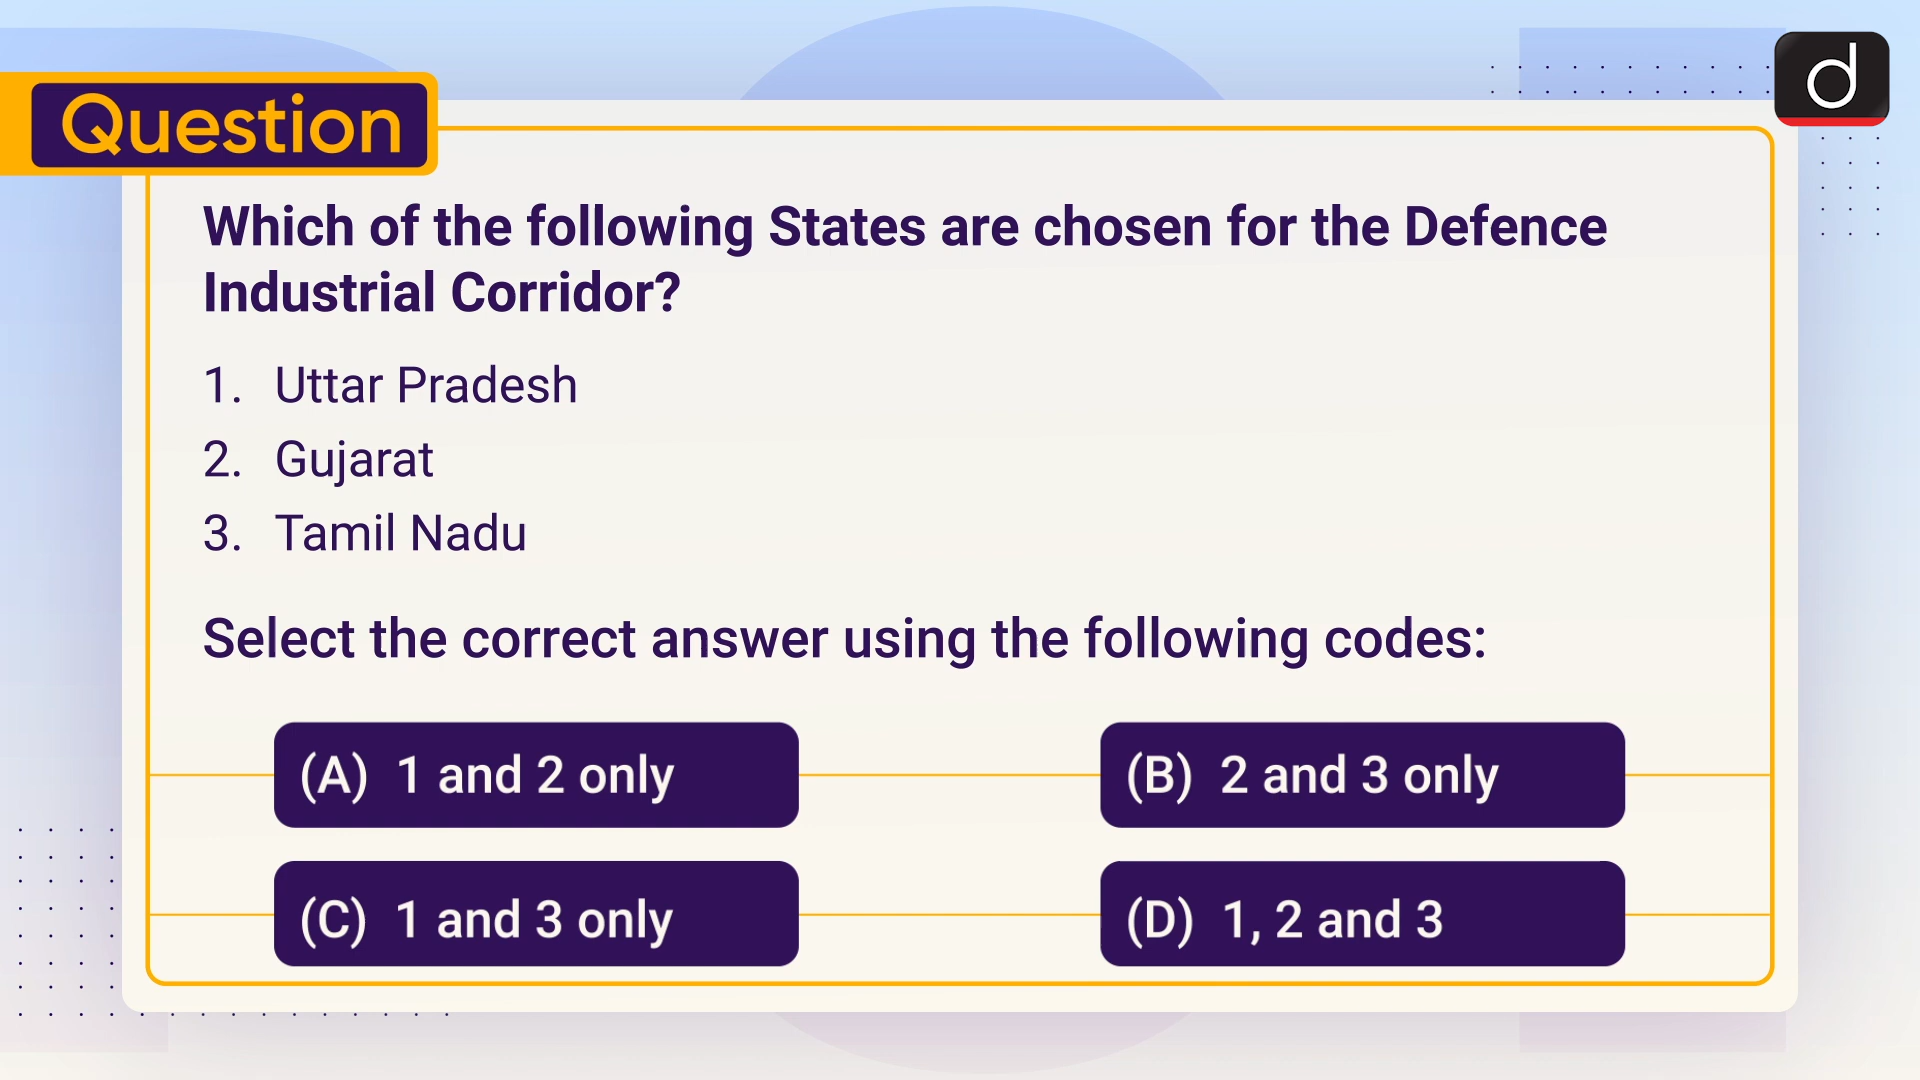 Question
Which of the following States are chosen for the Defence
Industrial Corridor?
1. Uttar Pradesh
2. Gujarat
3. Tamil Nadu
Select the correct answer using the following codes:
(A) 1 and 2 only
(B) 2 and 3 only
(C) 1 and 3 only
(D) 1, 2 and 3
d